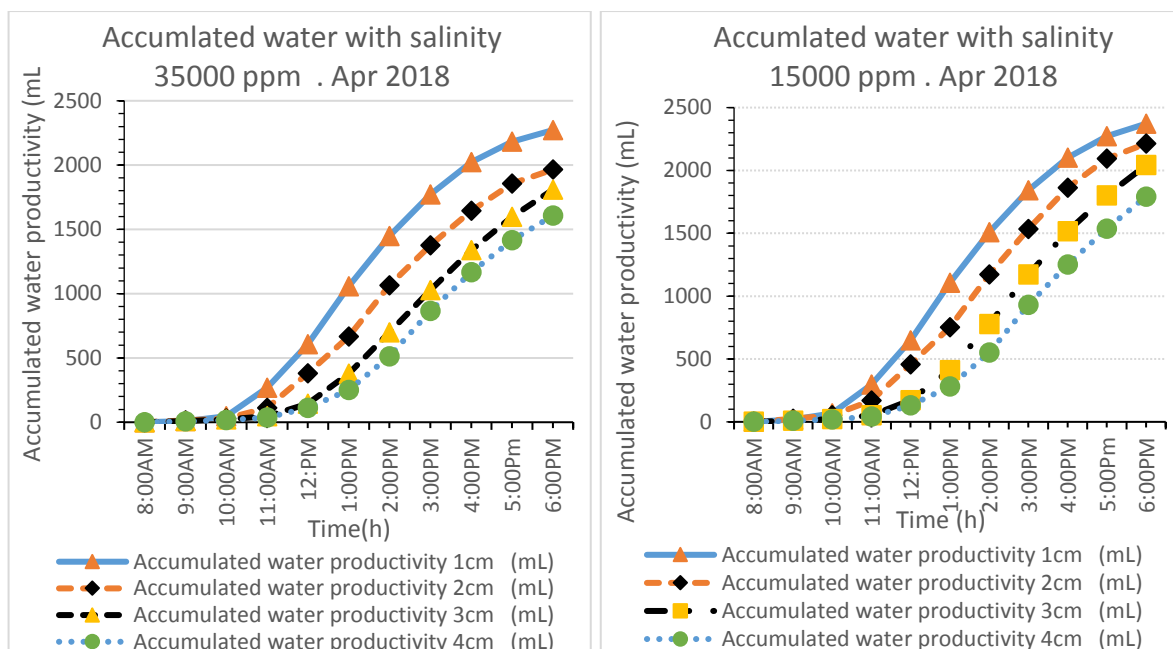 Accumlated water with salinity
35000 ppm . Apr 2018
Accumulated water productivity (mL
2500
2000
1500
1000
500
0
8:00AM
9:00AM
10:00AM
11:00AM
12:PM
1:00PM
2:00PM
3:00PM
4:00PM
5:00Pm
6:00PM
Time(h)
Accumulated water productivity 1cm (mL)
Accumulated water productivity 2cm (mL)
Accumulated water productivity 3cm (mL)
Accumulated water productivity 4cm (mL)
Accumlated water with salinity
15000 ppm . Apr 2018
Accumulated water productivity (mL)
2500
2000
1500
1000
500
0
8:00AM
9:00AM
10:00AM
11:00AM
12:PM
1:00PM
2:00PM
3:00PM
4:00PM
5:00Pm
6:00PM
Time (h)
Accumulated water productivity 1cm (mL)
Accumulated water productivity 2cm (mL)
Accumulated water productivity 3cm (mL)
Accumulated water productivity 4cm (mL)